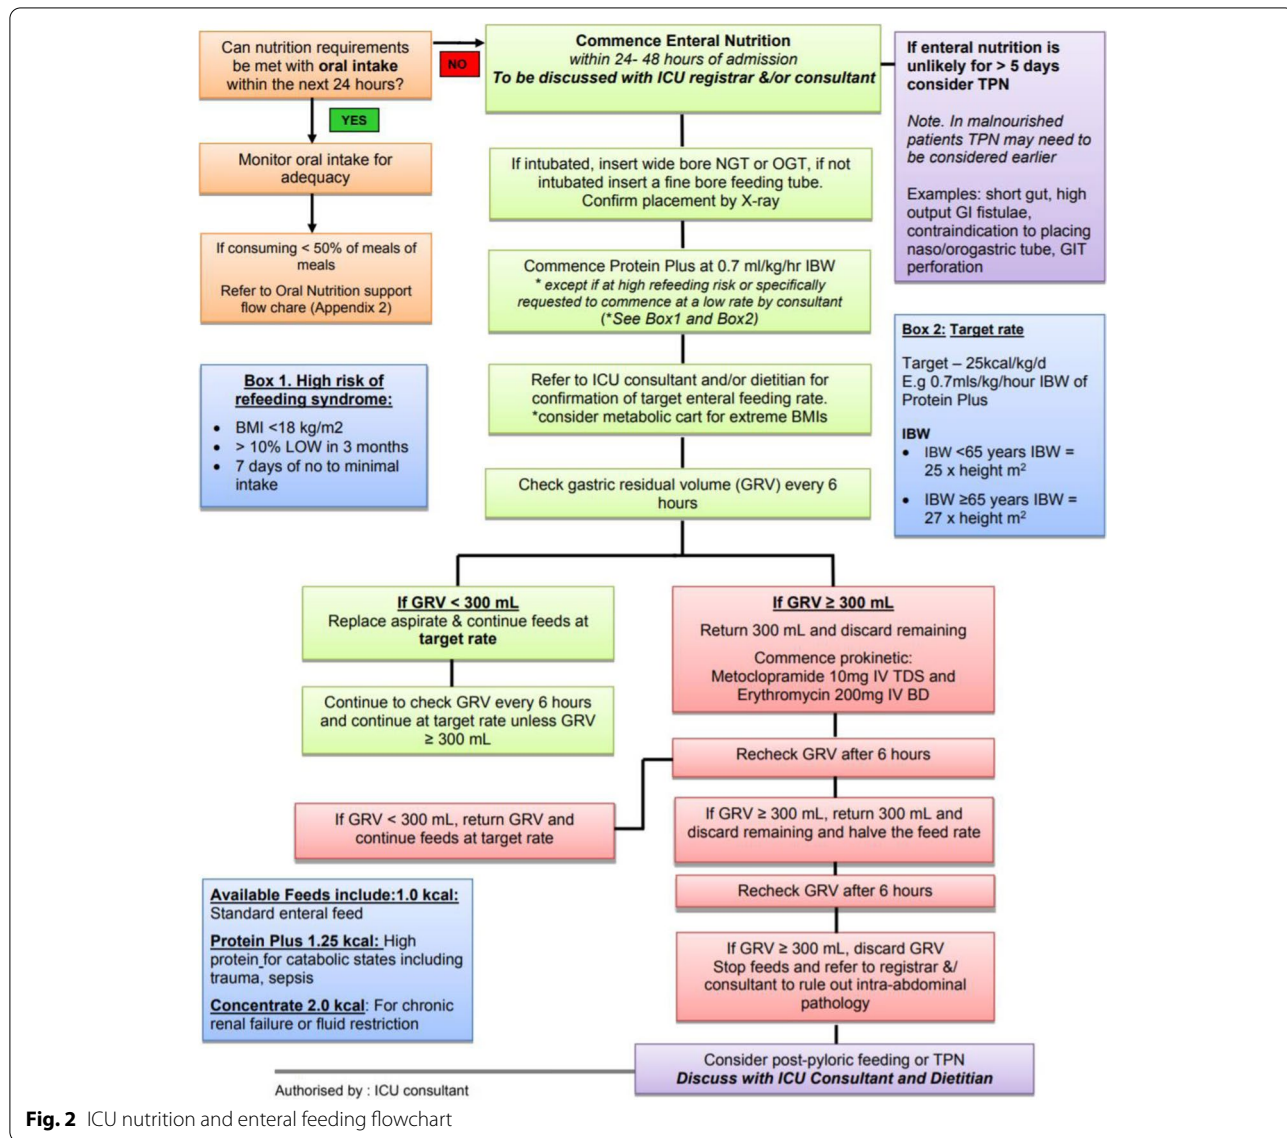 Can nutrition requirements
be met with oral intake
within the next 24 hours?
NO
YES
Monitor oral intake for
adequacy
If consuming < 50% of meals of
meals
Refer to Oral Nutrition support
flow chare (Appendix 2)
Commence Enteral Nutrition
within 24- 48 hours of admission
To be discussed with ICU registrar &/or consultant
If enteral nutrition is
unlikely for > 5 days
consider TPN
Note. In malnourished
patients TPN may need to
be considered earlier
Examples: short gut, high
output GI fistulae,
contraindication to placing
naso/orogastric tube, GIT
perforation
If intubated, insert wide bore NGT or OGT, if not
intubated insert a fine bore feeding tube.
Confirm placement by X-ray
Commence Protein Plus at 0.7 ml/kg/hr IBW
* except if at high refeeding risk or specifically
requested to commence at a low rate by consultant
(*See Box1 and Box2)
Box 1. High risk of
refeeding syndrome:
• BMI <18 kg/m2
• > 10% LOW in 3 months
• 7 days of no to minimal
intake
Refer to ICU consultant and/or dietitian for
confirmation of target enteral feeding rate.
*consider metabolic cart for extreme BMIs
Box 2: Target rate
Target – 25kcal/kg/d
E.g 0.7mls/kg/hour IBW of
Protein Plus
IBW
• IBW <65 years IBW =
25 x height m²
• IBW ≥65 years IBW =
27 x height m²
Check gastric residual volume (GRV) every 6
hours
If GRV < 300 mL
Replace aspirate & continue feeds at
target rate
Continue to check GRV every 6 hours
and continue at target rate unless GRV
≥ 300 mL
If GRV ≥ 300 mL
Return 300 mL and discard remaining
Commence prokinetic:
Metoclopramide 10mg IV TDS and
Erythromycin 200mg IV BD
Recheck GRV after 6 hours
If GRV < 300 mL, return GRV and
continue feeds at target rate
If GRV ≥ 300 mL, return 300 mL and
discard remaining and halve the feed rate
Recheck GRV after 6 hours
If GRV ≥ 300 mL, discard GRV
Stop feeds and refer to registrar &/
consultant to rule out intra-abdominal
pathology
Available Feeds include:1.0 kcal:
Standard enteral feed
Protein Plus 1.25 kcal: High
protein for catabolic states including
trauma, sepsis
Concentrate 2.0 kcal: For chronic
renal failure or fluid restriction
Consider post-pyloric feeding or TPN
Discuss with ICU Consultant and Dietitian
Authorised by : ICU consultant
Fig. 2 ICU nutrition and enteral feeding flowchart